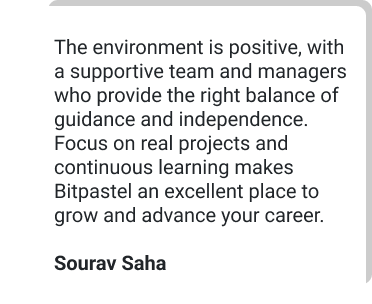 The environment is positive, with
a supportive team and managers
who provide the right balance of
guidance and independence.
Focus on real projects and
continuous learning makes
Bitpastel an excellent place to
grow and advance your career.
Sourav Saha